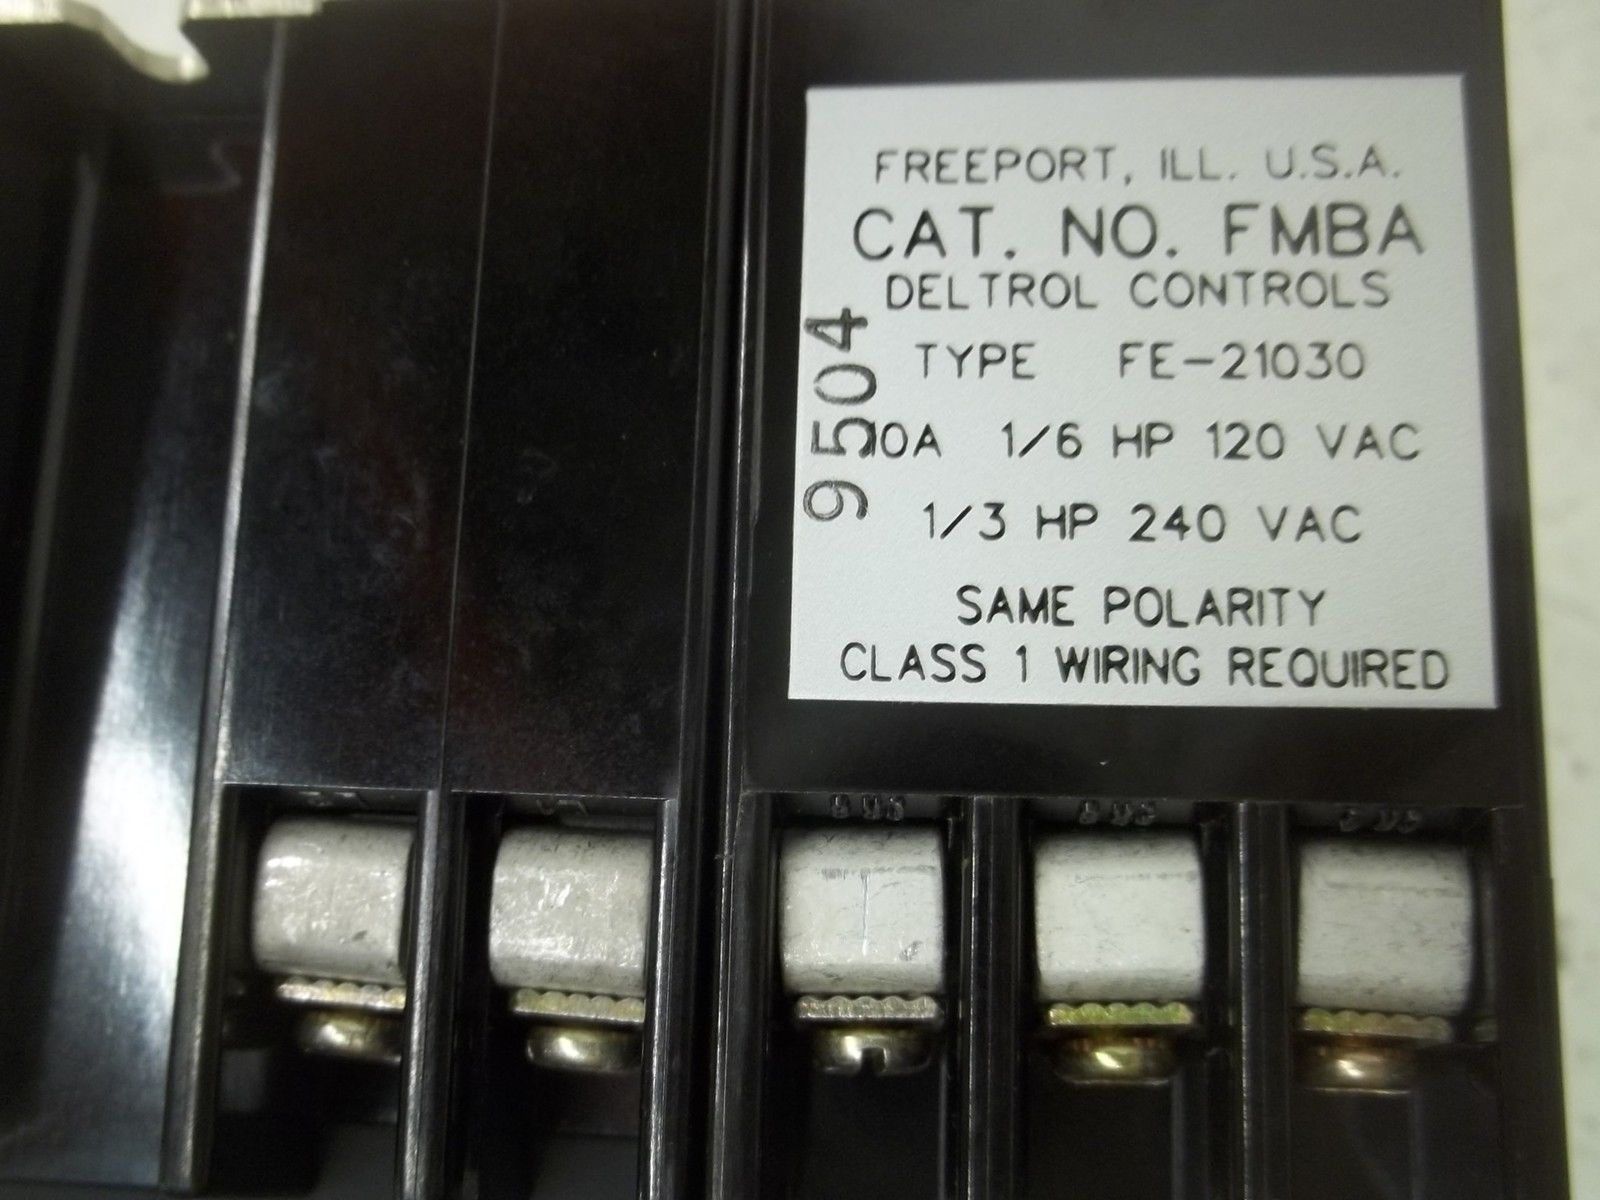 FREEPORT, ILL. U.S.A.
CAT. NO. FMBA
DELTROL CONTROLS
TYPE FE-21030
10A 1/6 HP 120 VAC
1/3 HP 240 VAC
SAME POLARITY
CLASS 1 WIRING REQUIRED
9504